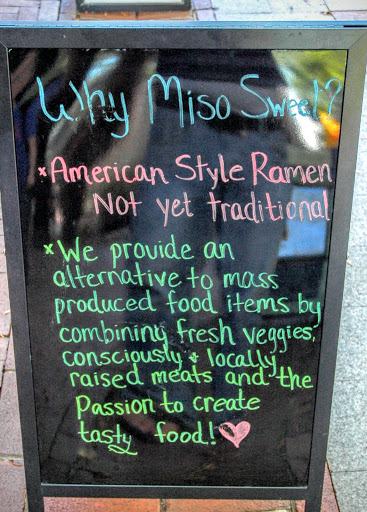 Why Miso Sweet?
x American Style Ramen
Not yet traditional
x We provide an
alternative to mass
produced food items by
combining fresh veggies,
consciously + locally
raised meats and the
Passion to create
tasty food! ♡